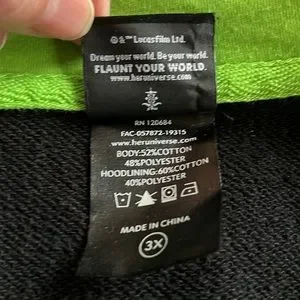 ©&™ Lucasfilm Ltd.
Dream your world. Be your world.
FLAUNT YOUR WORLD.
www.heruniverse.com
RN 120684
FAC-057872-19315
www.heruniverse.com
BODY:52%COTTON
48%POLYESTER
HOODLINING:60%COTTON
40%POLYESTER
MADE IN CHINA
3X